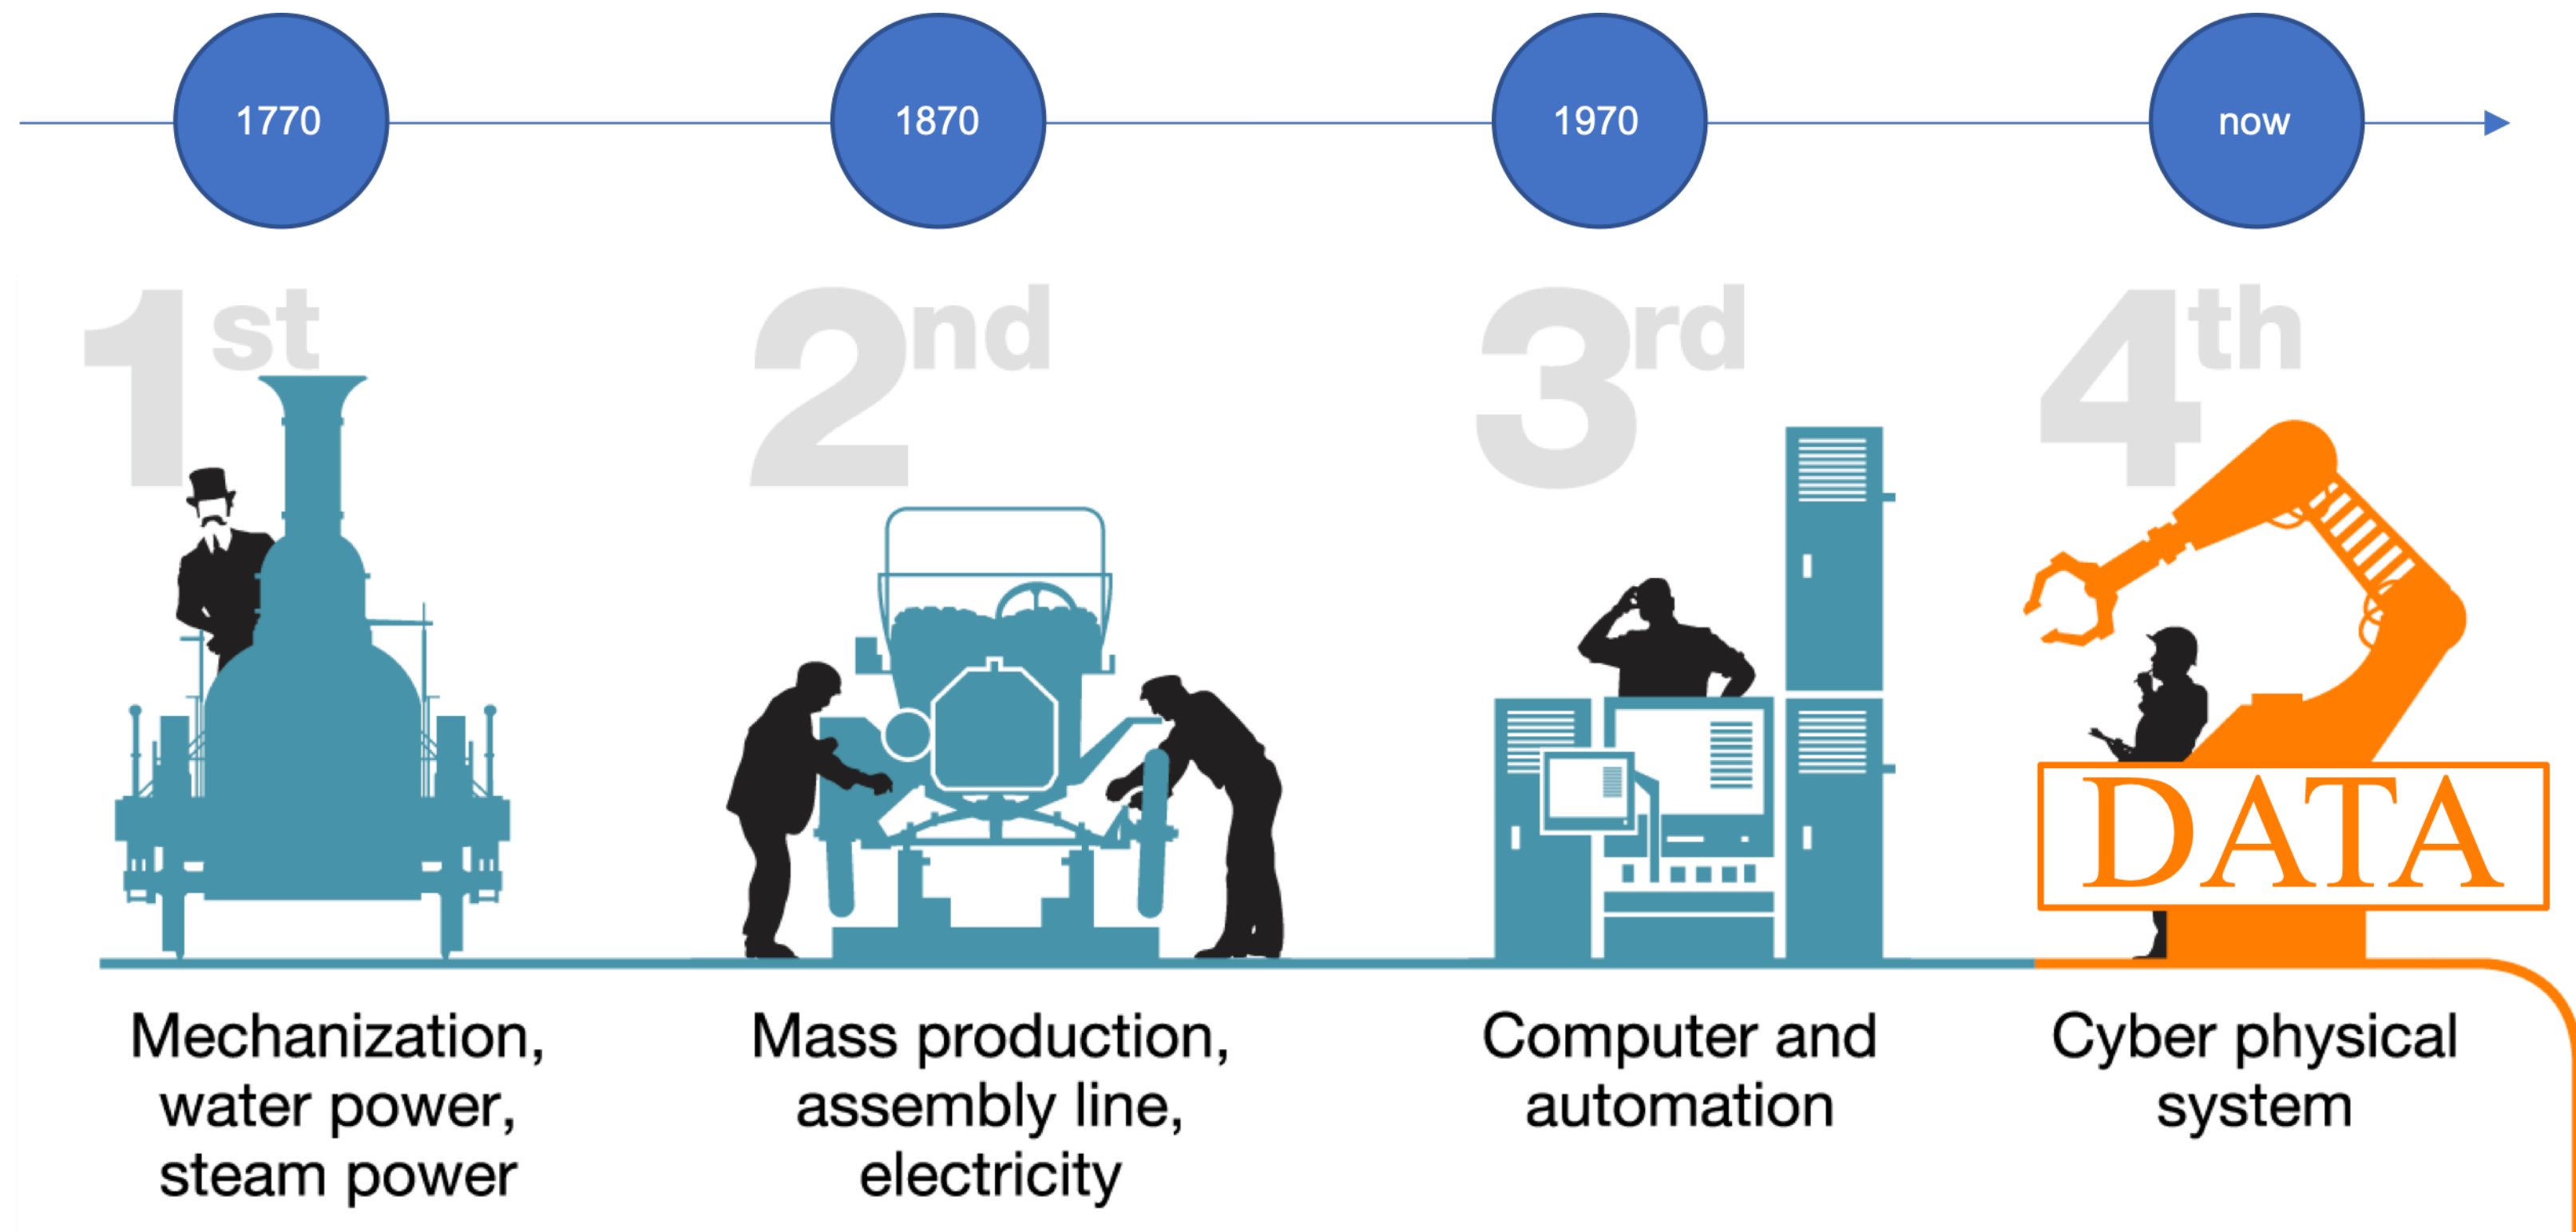 1770
1870
1970
now
1st
2nd
3rd
4th
DATA
Mechanization,
water power,
steam power
Mass production,
assembly line,
electricity
Computer and
automation
Cyber physical
system